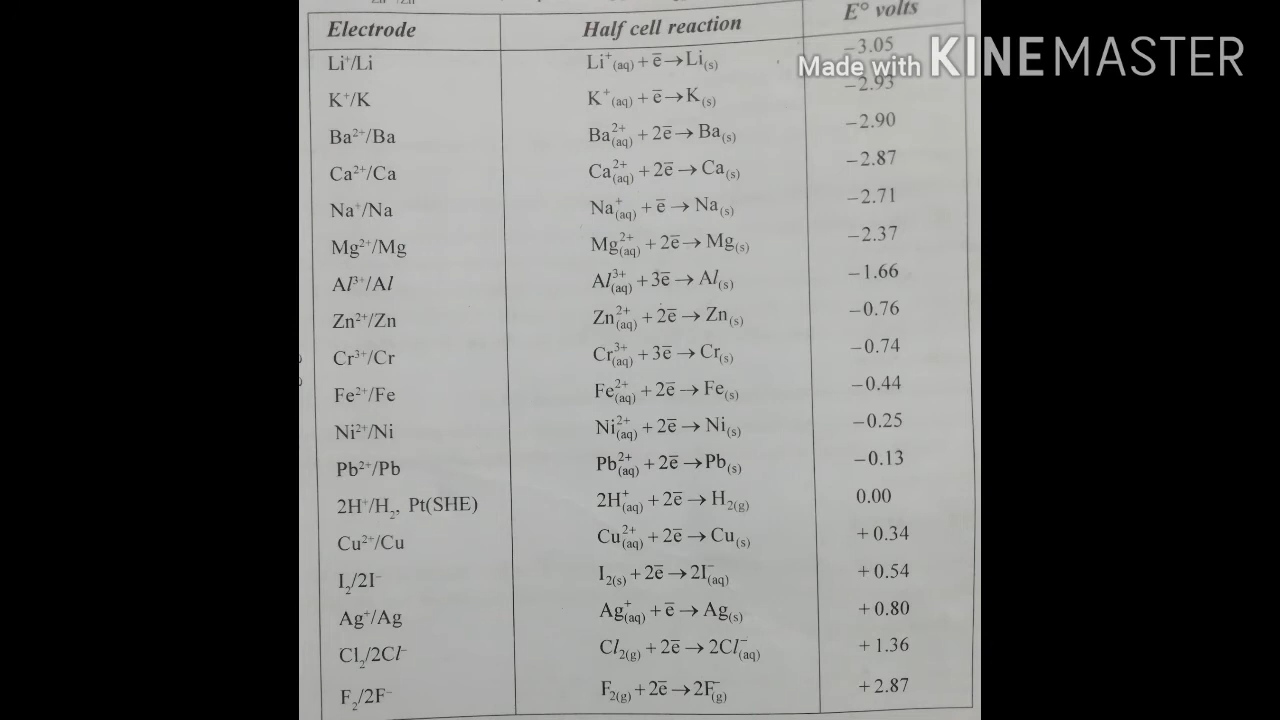 Electrode Half cell reaction E° volts
Li⁺/Li Li⁺(aq) + e̅ → Li(s) −3.05
Made with KINEMASTER
K⁺/K K⁺(aq) + e̅ → K(s) −2.93
Ba²⁺/Ba Ba²⁺(aq) + 2e̅ → Ba(s) −2.90
Ca²⁺/Ca Ca²⁺(aq) + 2e̅ → Ca(s) −2.87
Na⁺/Na Na⁺(aq) + e̅ → Na(s) −2.71
Mg²⁺/Mg Mg²⁺(aq) + 2e̅ → Mg(s) −2.37
Al³⁺/Al Al³⁺(aq) + 3e̅ → Al(s) −1.66
Zn²⁺/Zn Zn²⁺(aq) + 2e̅ → Zn(s) −0.76
Cr³⁺/Cr Cr³⁺(aq) + 3e̅ → Cr(s) −0.74
Fe²⁺/Fe Fe²⁺(aq) + 2e̅ → Fe(s) −0.44
Ni²⁺/Ni Ni²⁺(aq) + 2e̅ → Ni(s) −0.25
Pb²⁺/Pb Pb²⁺(aq) + 2e̅ → Pb(s) −0.13
2H⁺/H₂, Pt(SHE) 2H⁺(aq) + 2e̅ → H₂(g) 0.00
Cu²⁺/Cu Cu²⁺(aq) + 2e̅ → Cu(s) +0.34
I₂/2I⁻ I₂(s) + 2e̅ → 2I⁻(aq) +0.54
Ag⁺/Ag Ag⁺(aq) + e̅ → Ag(s) +0.80
Cl₂/2Cl⁻ Cl₂(g) + 2e̅ → 2Cl⁻(aq) +1.36
F₂/2F⁻ F₂(g) + 2e̅ → 2F⁻(g) +2.87